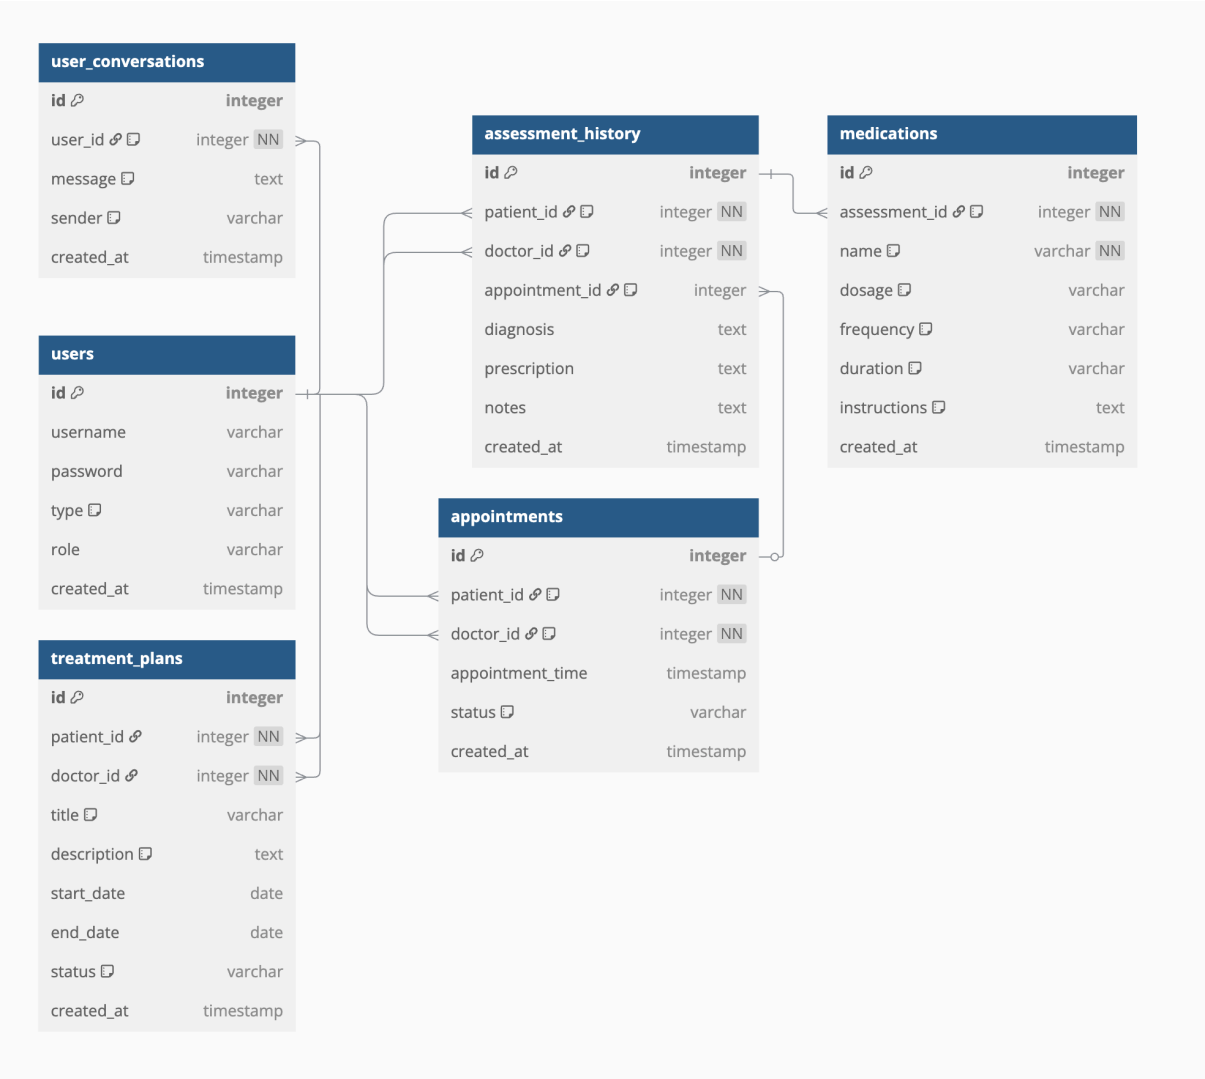 user_conversations
id integer
user_id integer NN
message text
sender varchar
created_at timestamp
users
id integer
username varchar
password varchar
type varchar
role varchar
created_at timestamp
treatment_plans
id integer
patient_id integer NN
doctor_id integer NN
title varchar
description text
start_date date
end_date date
status varchar
created_at timestamp
assessment_history
id integer
patient_id integer NN
doctor_id integer NN
appointment_id integer
diagnosis text
prescription text
notes text
created_at timestamp
appointments
id integer
patient_id integer NN
doctor_id integer NN
appointment_time timestamp
status varchar
created_at timestamp
medications
id integer
assessment_id integer NN
name varchar NN
dosage varchar
frequency varchar
duration varchar
instructions text
created_at timestamp